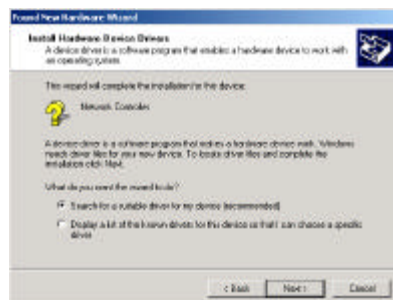 Found New Hardware Wizard
Install Hardware Device Drivers
A device driver is a software program that enables a hardware device to work with
an operating system.
This wizard will complete the installation for this device:
Network Controller
A device driver is a software program that makes a hardware device work. Windows
needs driver files for your new device. To locate driver files and complete the
installation click Next.
What do you want the wizard to do?
Search for a suitable driver for my device (recommended)
Display a list of the known drivers for this device so that I can choose a specific
driver
< Back
Next >
Cancel